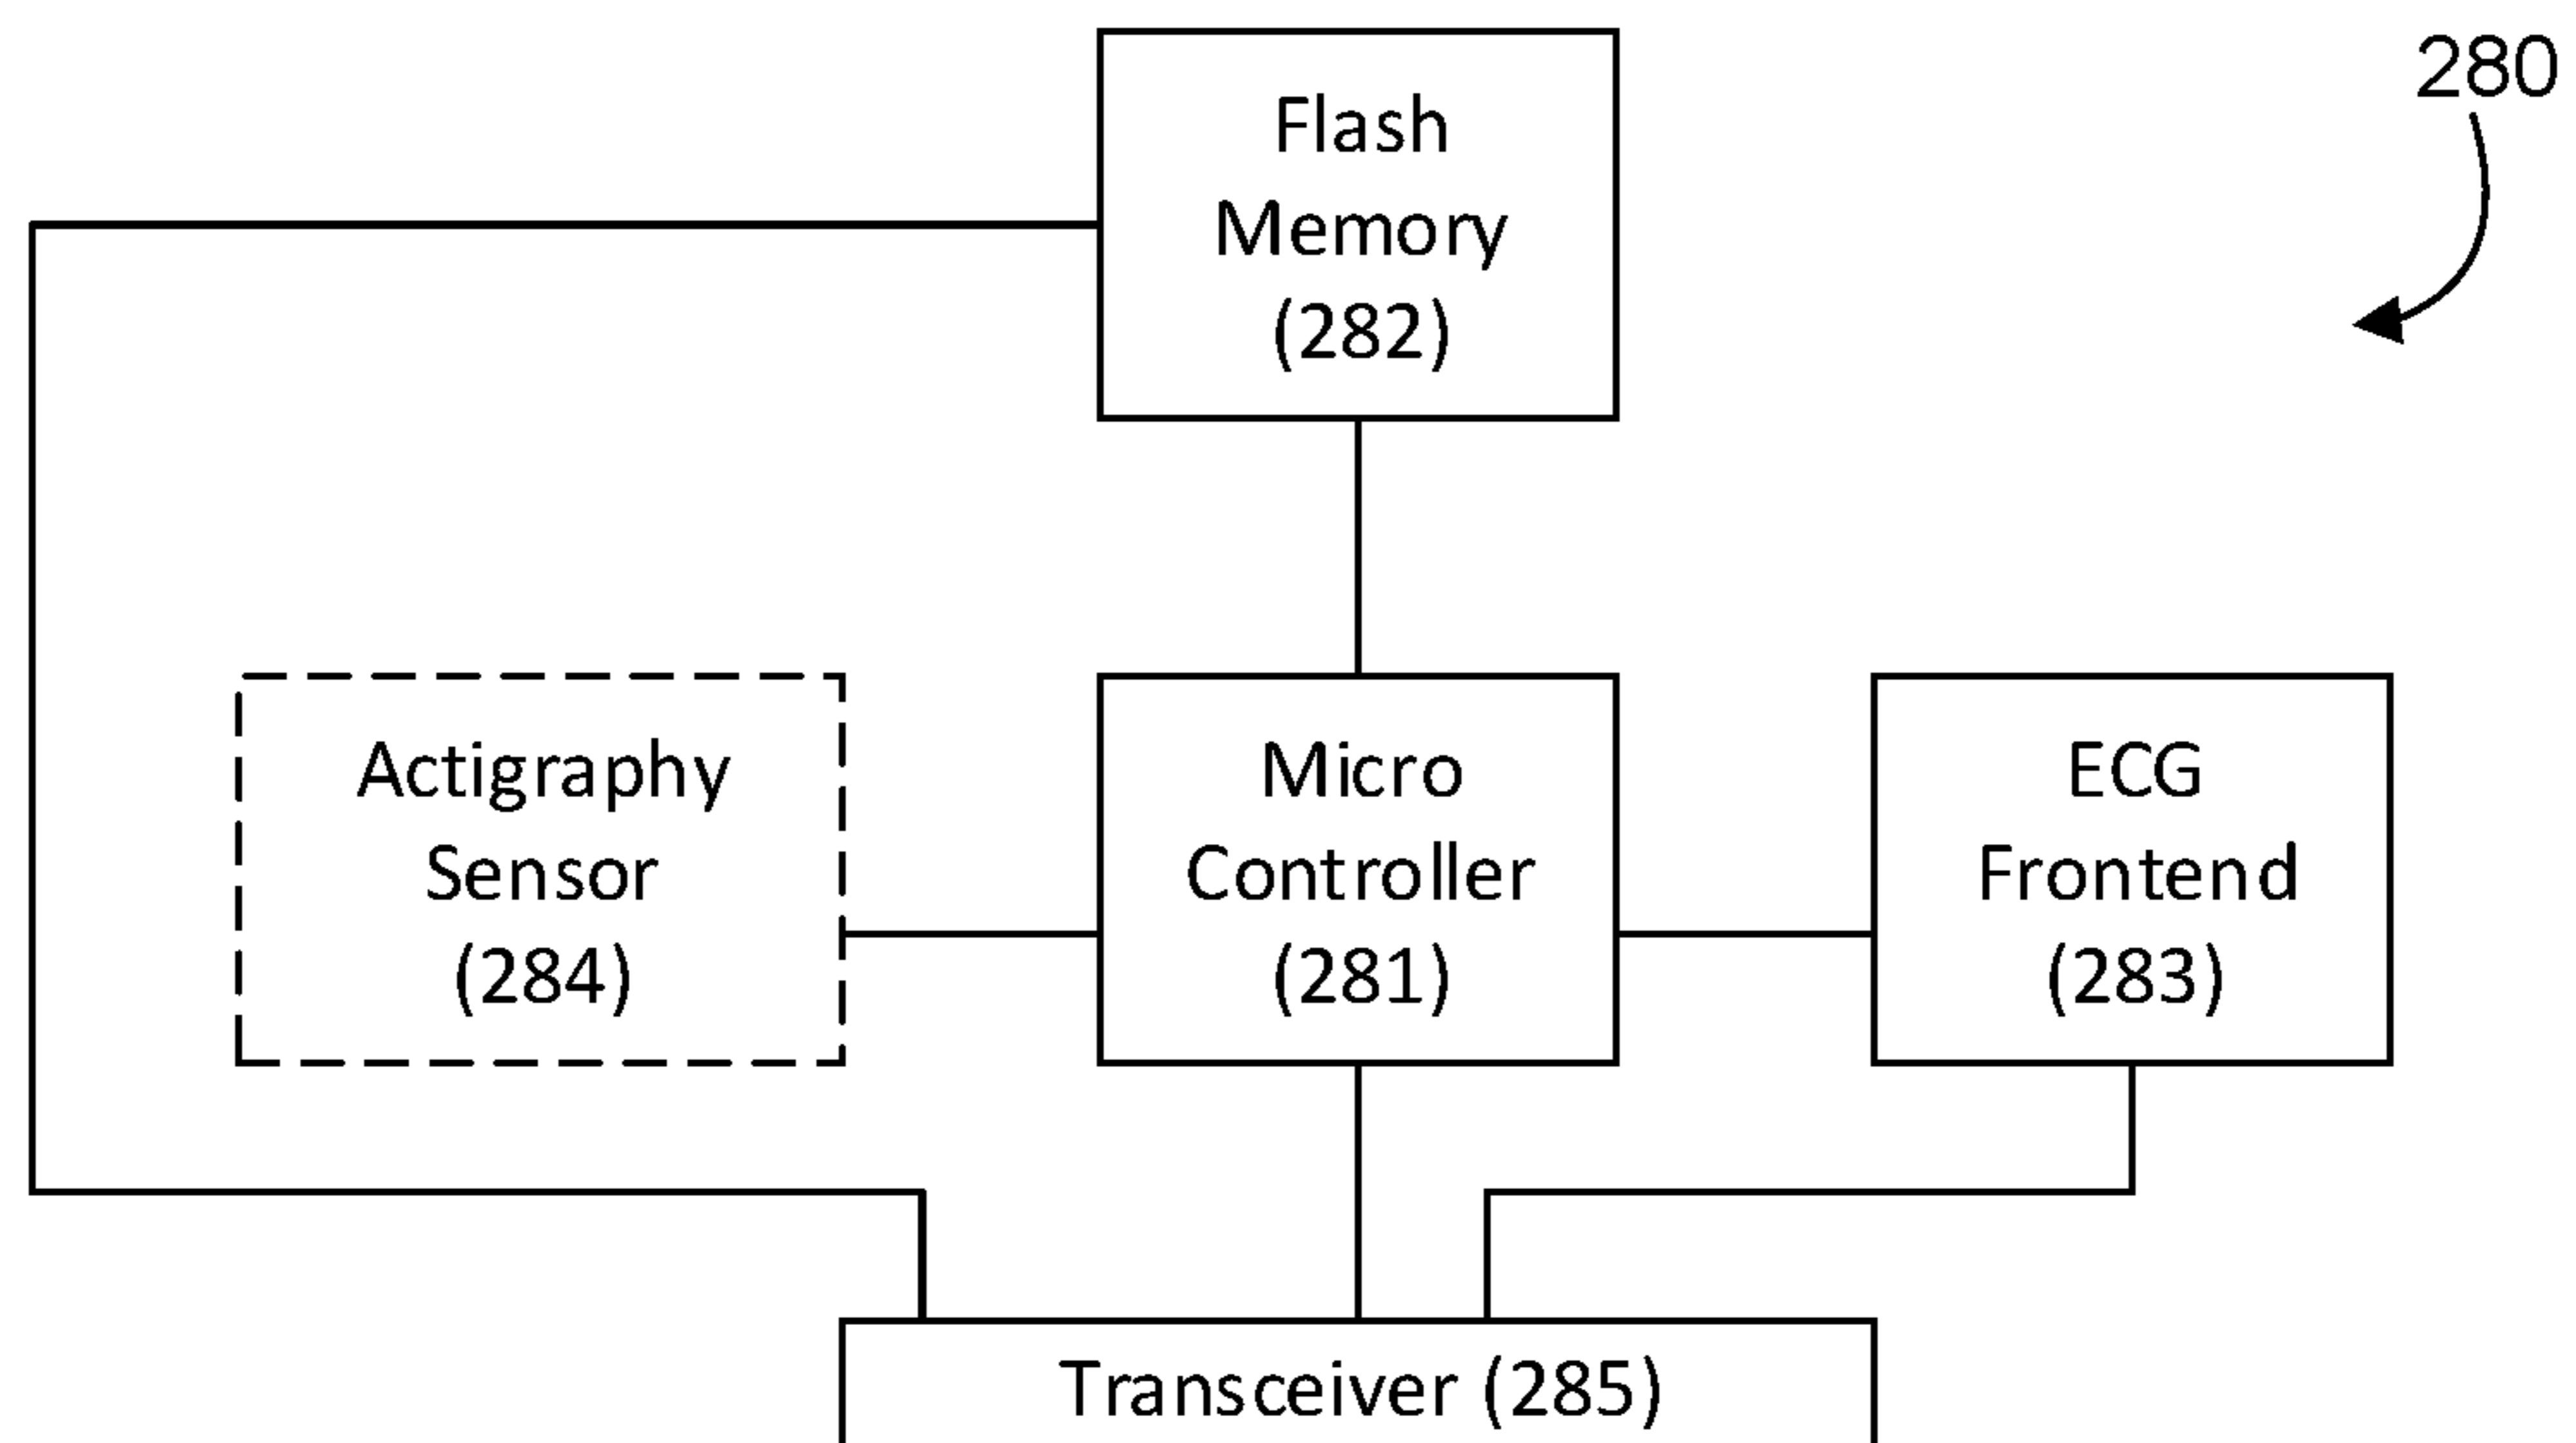 280
Flash
Memory
(282)
Actigraphy
Sensor
(284)
Micro
Controller
(281)
ECG
Frontend
(283)
Transceiver (285)